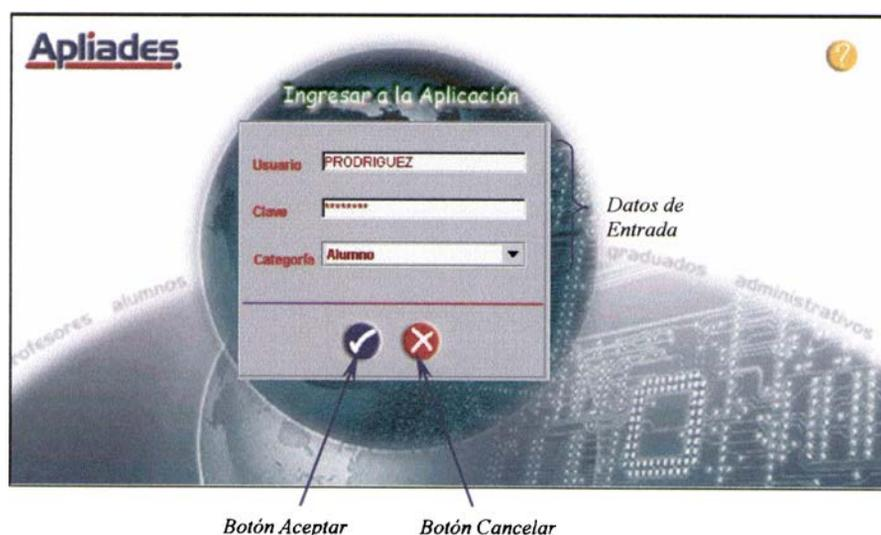 Apliades
?
Ingresar a la Aplicación
Usuario PRODRIGUEZ
Clave ********
Categoría Alumno
Datos de
Entrada
profesores alumnos graduados administrativos
Botón Aceptar Botón Cancelar